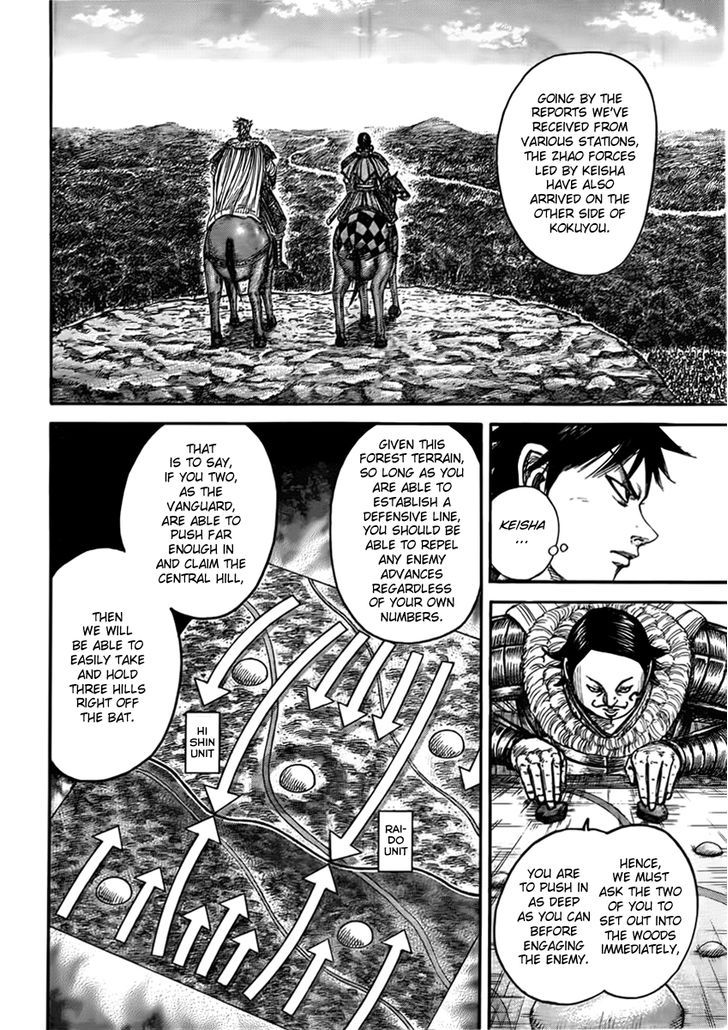 GOING BY THE
REPORTS WE'VE
RECEIVED FROM
VARIOUS STATIONS,
THE ZHAO FORCES
LED BY KEISHA
HAVE ALSO
ARRIVED ON THE
OTHER SIDE OF
KOKUYOU.
KEISHA
...
HENCE,
WE MUST
ASK THE TWO
OF YOU TO
SET OUT INTO
THE WOODS
IMMEDIATELY,
YOU ARE
TO PUSH IN
AS DEEP
AS YOU CAN
BEFORE
ENGAGING
THE ENEMY.
GIVEN THIS
FOREST TERRAIN,
SO LONG AS YOU
ARE ABLE TO
ESTABLISH A
DEFENSIVE LINE,
YOU SHOULD BE
ABLE TO REPEL
ANY ENEMY
ADVANCES
REGARDLESS
OF YOUR OWN
NUMBERS.
THAT
IS TO SAY,
IF YOU TWO,
AS THE
VANGUARD,
ARE ABLE TO
PUSH FAR
ENOUGH IN
AND CLAIM THE
CENTRAL HILL,
THEN
WE WILL
BE ABLE TO
EASILY TAKE
AND HOLD
THREE HILLS
RIGHT OFF
THE BAT.
HI
SHIN
UNIT
RAI-
DO
UNIT